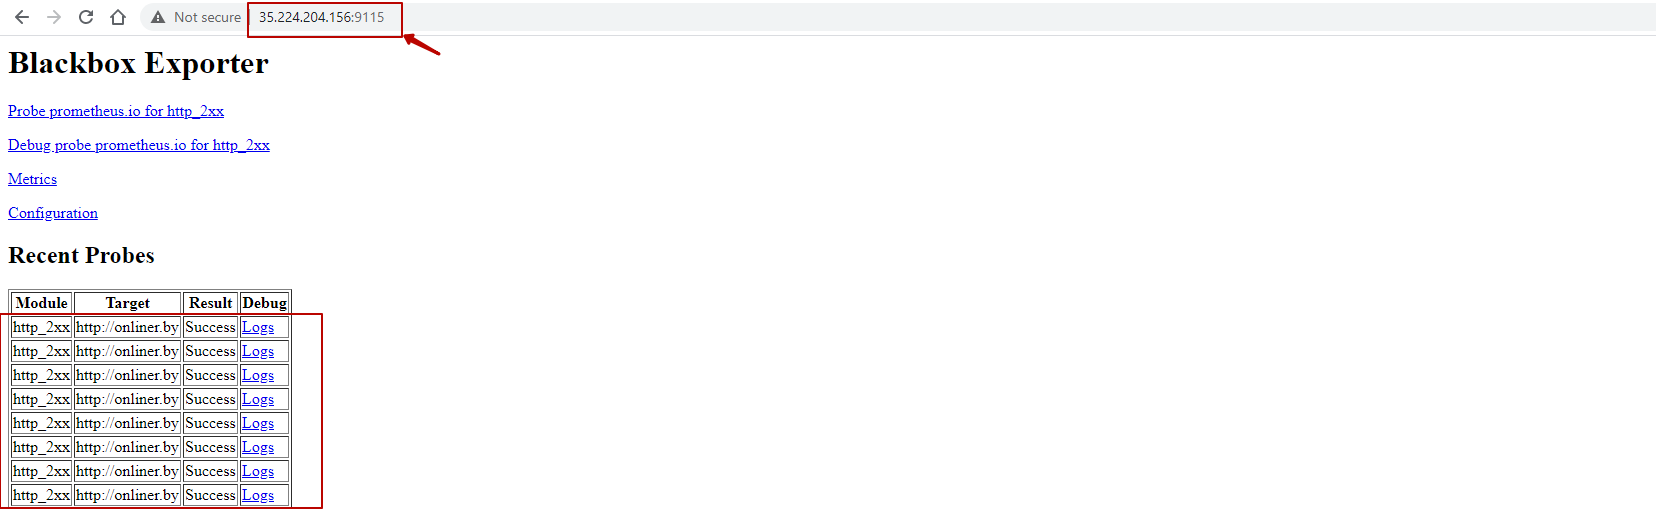 Not secure 35.224.204.156:9115
Blackbox Exporter
Probe prometheus.io for http_2xx
Debug probe prometheus.io for http_2xx
Metrics
Configuration
Recent Probes
Module Target Result Debug
http_2xx http://onliner.by Success Logs
http_2xx http://onliner.by Success Logs
http_2xx http://onliner.by Success Logs
http_2xx http://onliner.by Success Logs
http_2xx http://onliner.by Success Logs
http_2xx http://onliner.by Success Logs
http_2xx http://onliner.by Success Logs
http_2xx http://onliner.by Success Logs